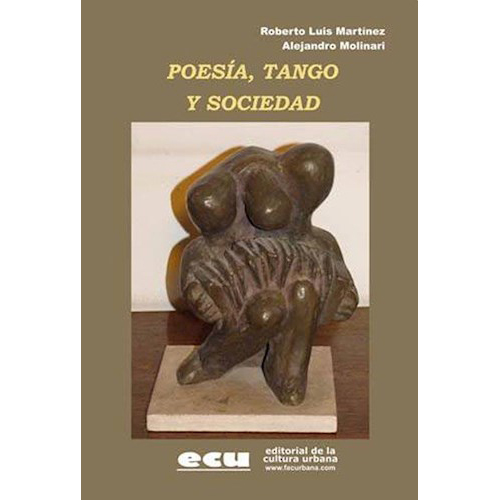 Roberto Luis Martínez
Alejandro Molinari
POESÍA, TANGO
Y SOCIEDAD
ecu
editorial de la
cultura urbana
www.fecurbana.com